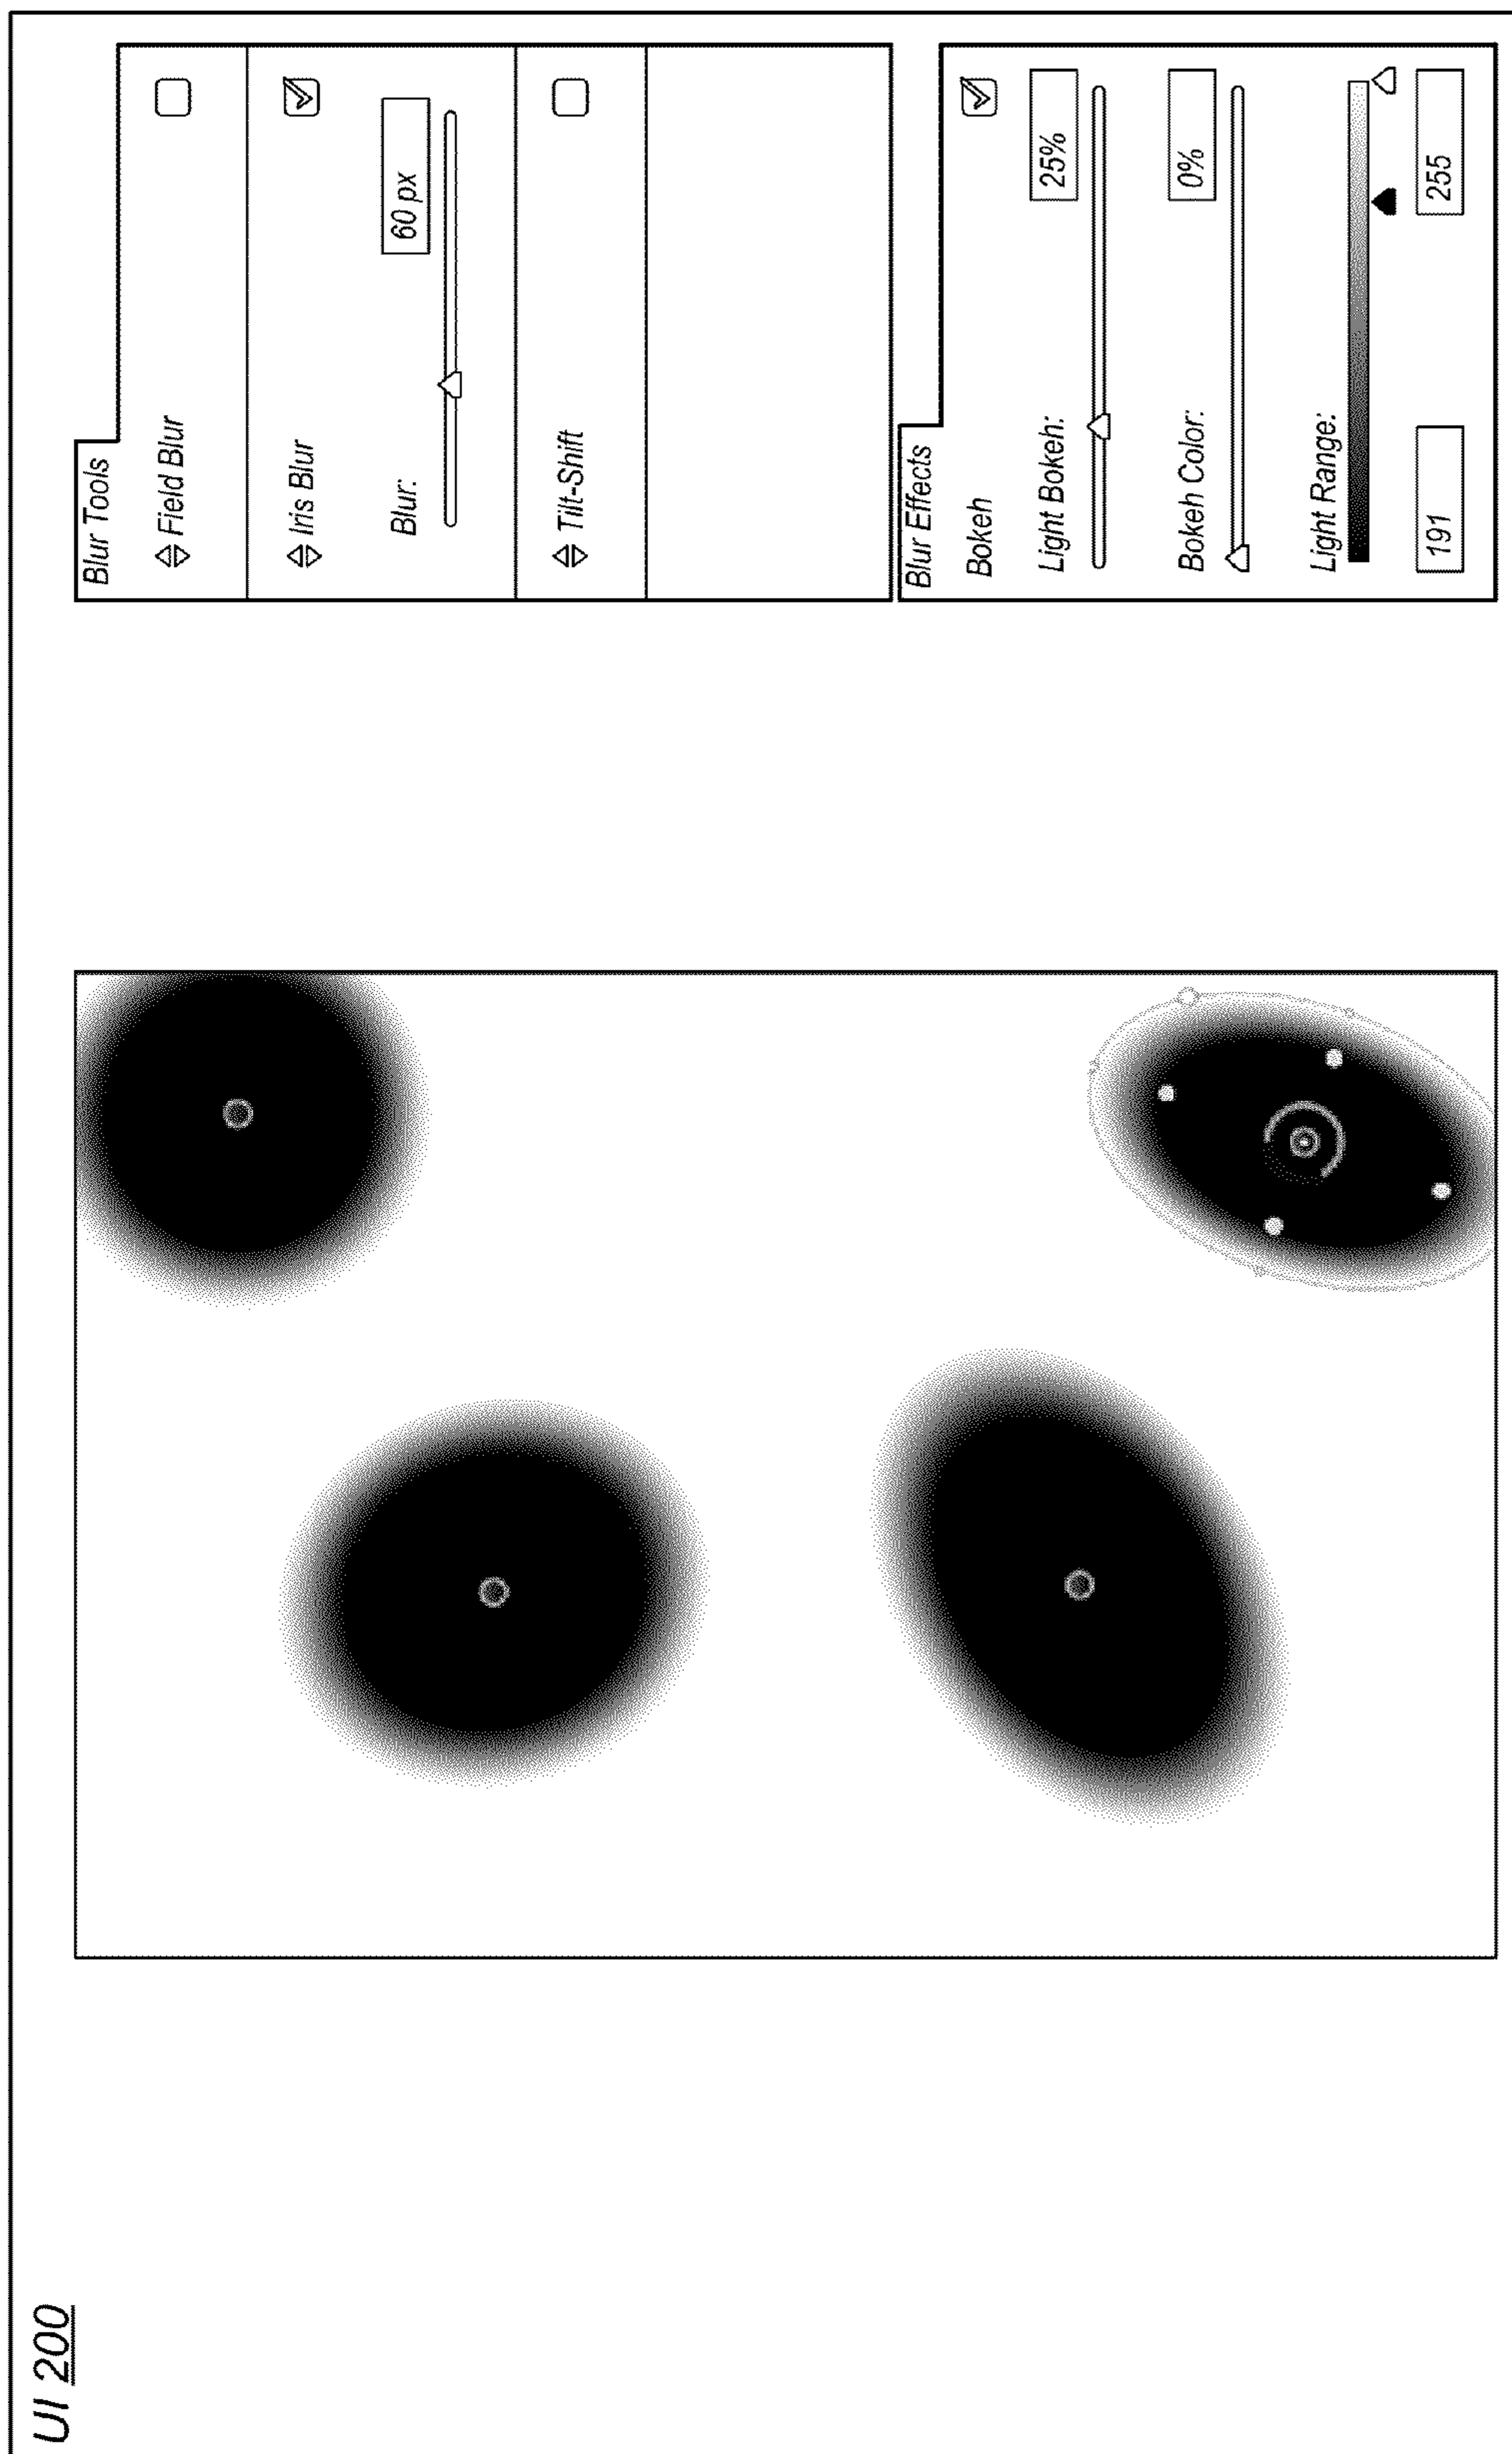 UI 200
Blur Tools
Field Blur
Iris Blur
Blur:
60 px
Tilt-Shift
Blur Effects
Bokeh
Light Bokeh:
25%
Bokeh Color:
0%
Light Range:
191
255